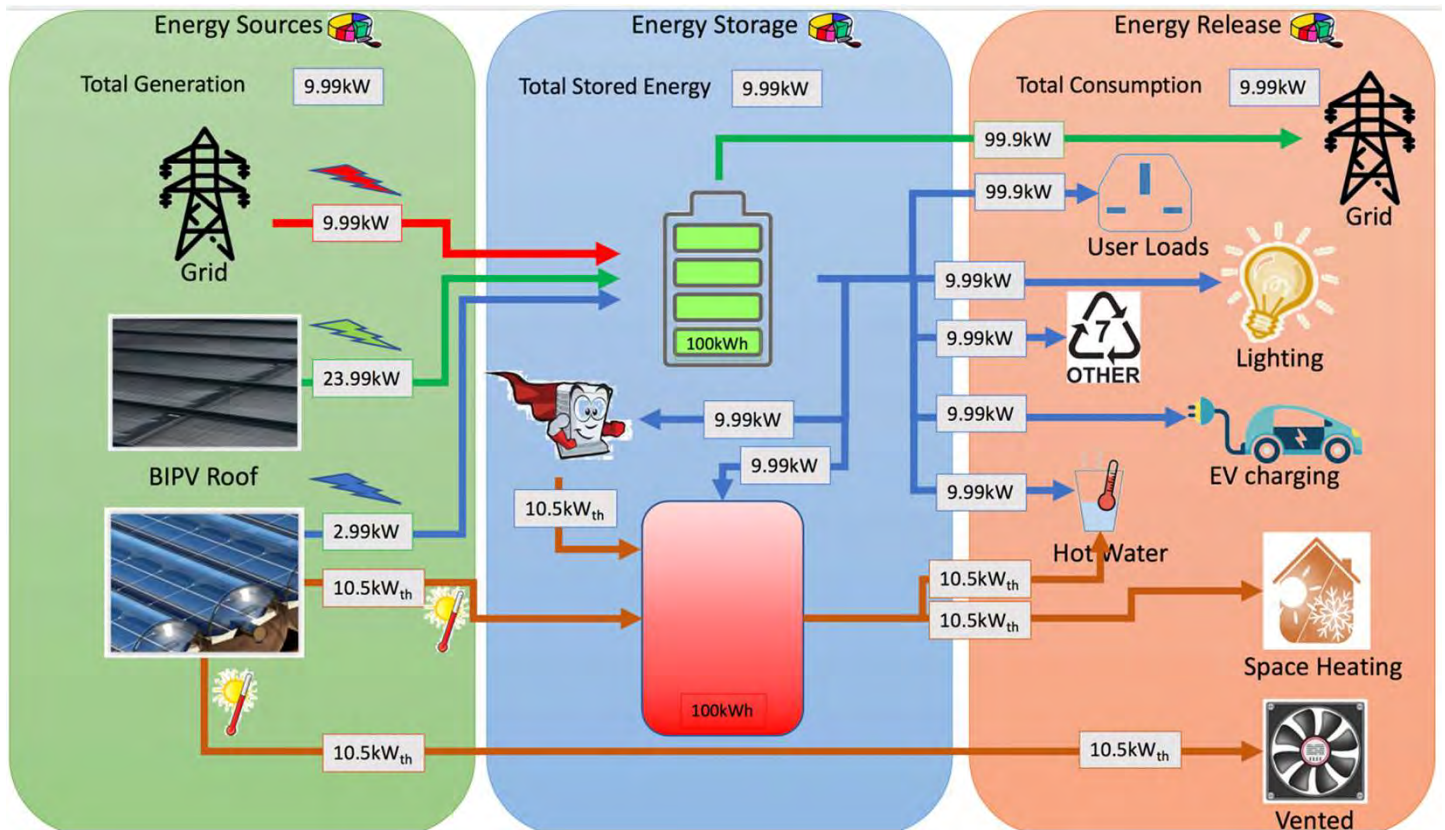 Energy Sources
Total Generation 9.99kW
9.99kW
Grid
23.99kW
BIPV Roof
2.99kW
10.5kWth
10.5kWth
Energy Storage
Total Stored Energy 9.99kW
100kWh
9.99kW
9.99kW
10.5kWth
100kWh
Energy Release
Total Consumption 9.99kW
99.9kW
Grid
99.9kW
User Loads
9.99kW
Lighting
9.99kW
7
OTHER
9.99kW
EV charging
9.99kW
Hot Water
10.5kWth
10.5kWth
Space Heating
10.5kWth
Vented